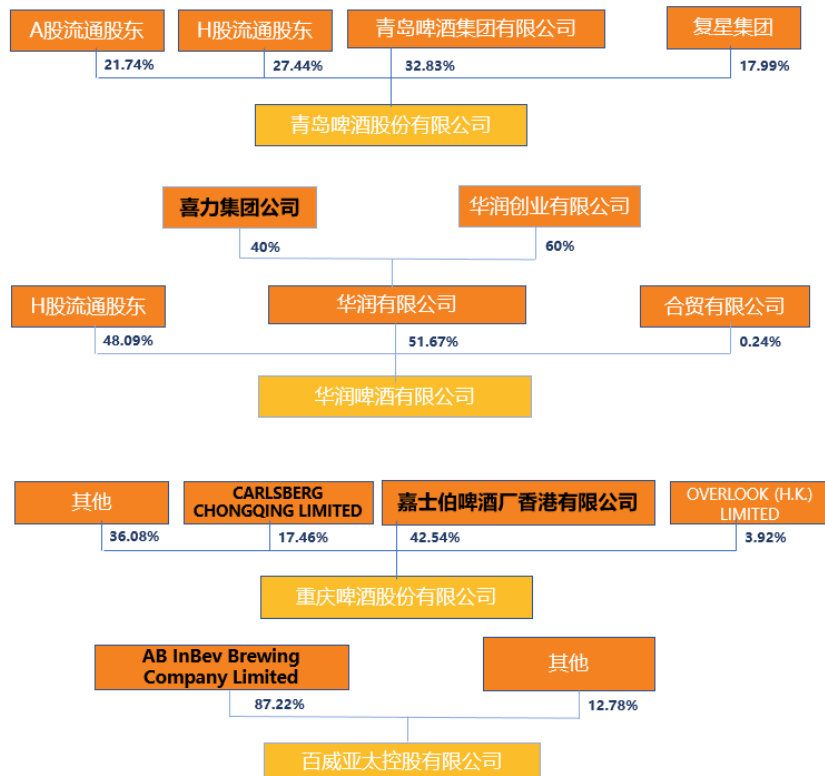 A股流通股东
H股流通股东
青岛啤酒集团有限公司
复星集团
21.74%
27.44%
32.83%
17.99%
青岛啤酒股份有限公司
喜力集团公司
华润创业有限公司
40%
60%
H股流通股东
华润有限公司
合贸有限公司
48.09%
51.67%
0.24%
华润啤酒有限公司
其他
CARLSBERG
CHONGQING LIMITED
嘉士伯啤酒厂香港有限公司
OVERLOOK (H.K.)
LIMITED
36.08%
17.46%
42.54%
3.92%
重庆啤酒股份有限公司
AB InBev Brewing
Company Limited
其他
87.22%
12.78%
百威亚太控股有限公司